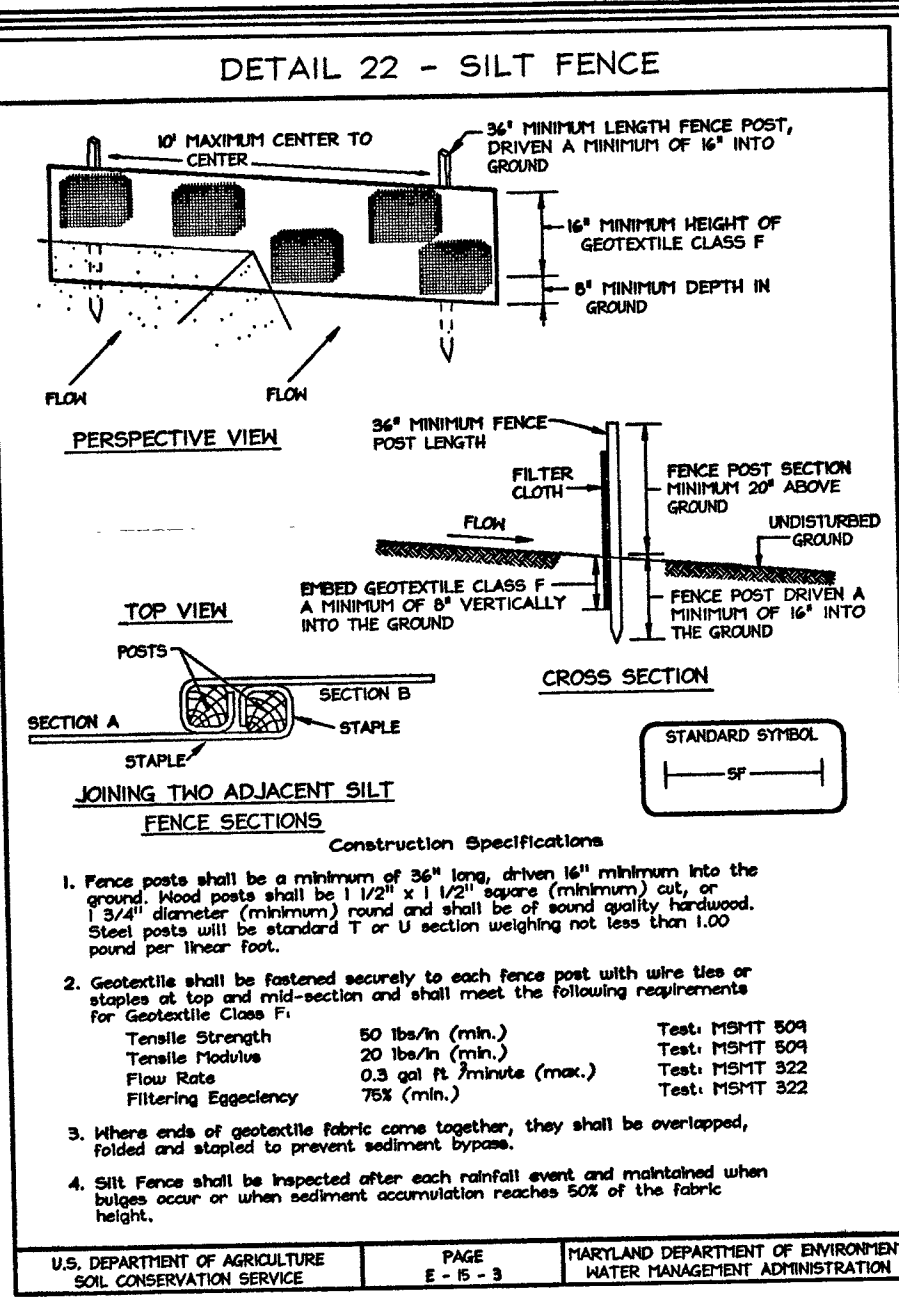 DETAIL 22 - SILT FENCE
10' MAXIMUM CENTER TO
CENTER
36" MINIMUM LENGTH FENCE POST,
DRIVEN A MINIMUM OF 16" INTO
GROUND
16" MINIMUM HEIGHT OF
GEOTEXTILE CLASS F
8" MINIMUM DEPTH IN
GROUND
FLOW
FLOW
PERSPECTIVE VIEW
36" MINIMUM FENCE
POST LENGTH
FILTER
CLOTH
FENCE POST SECTION
MINIMUM 20" ABOVE
GROUND
FLOW
UNDISTURBED
GROUND
EMBED GEOTEXTILE CLASS F
A MINIMUM OF 8" VERTICALLY
INTO THE GROUND
FENCE POST DRIVEN A
MINIMUM OF 16" INTO
THE GROUND
CROSS SECTION
TOP VIEW
POSTS
SECTION B
SECTION A
STAPLE
STAPLE
JOINING TWO ADJACENT SILT
FENCE SECTIONS
STANDARD SYMBOL
SF
Construction Specifications
1. Fence posts shall be a minimum of 36" long, driven 16" minimum into the
ground. Wood posts shall be 1 1/2" x 1 1/2" square (minimum) cut, or
1 3/4" diameter (minimum) round and shall be of sound quality hardwood.
Steel posts will be standard T or U section weighing not less than 1.00
pound per linear foot.
2. Geotextile shall be fastened securely to each fence post with wire ties or
staples at top and mid-section and shall meet the following requirements
for Geotextile Class F:
Tensile Strength 50 lbs/in (min.) Test: MSMT 509
Tensile Modulus 20 lbs/in (min.) Test: MSMT 509
Flow Rate 0.3 gal ft ²/minute (max.) Test: MSMT 322
Filtering Eggeciency 75% (min.) Test: MSMT 322
3. Where ends of geotextile fabric come together, they shall be overlapped,
folded and stapled to prevent sediment bypass.
4. Silt Fence shall be inspected after each rainfall event and maintained when
bulges occur or when sediment accumulation reaches 50% of the fabric
height.
U.S. DEPARTMENT OF AGRICULTURE
SOIL CONSERVATION SERVICE
PAGE
E - 15 - 3
MARYLAND DEPARTMENT OF ENVIRONMEN
WATER MANAGEMENT ADMINISTRATION